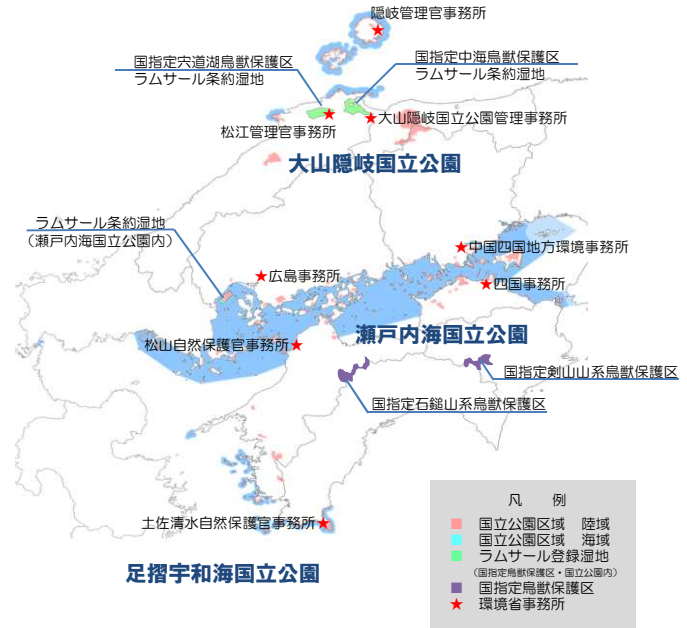 隠岐管理官事務所
国指定宍道湖鳥獣保護区
ラムサール条約湿地
国指定中海鳥獣保護区
ラムサール条約湿地
松江管理官事務所
大山隠岐国立公園管理事務所
大山隠岐国立公園
ラムサール条約湿地
(瀬戸内海国立公園内)
中国四国地方環境事務所
広島事務所
四国事務所
瀬戸内海国立公園
松山自然保護官事務所
国指定剣山山系鳥獣保護区
国指定石鎚山系鳥獣保護区
土佐清水自然保護官事務所
足摺宇和海国立公園
凡 例
国立公園区域 陸域
国立公園区域 海域
ラムサール登録湿地
(国指定鳥獣保護区・国立公園内)
国指定鳥獣保護区
環境省事務所